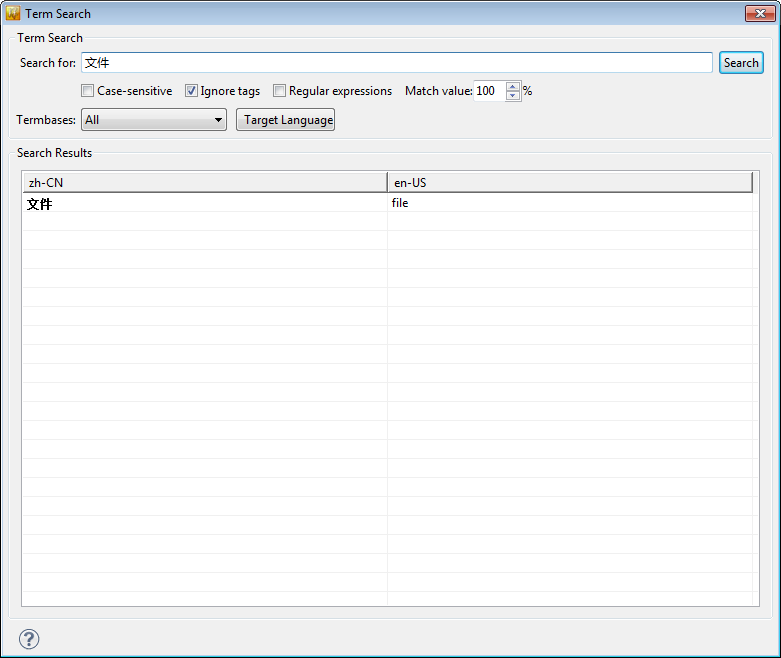 Term Search
Term Search
Search for: 文件 Search
Case-sensitive Ignore tags Regular expressions Match value: 100 %
Termbases: All Target Language
Search Results
zh-CN en-US
文件 file
?